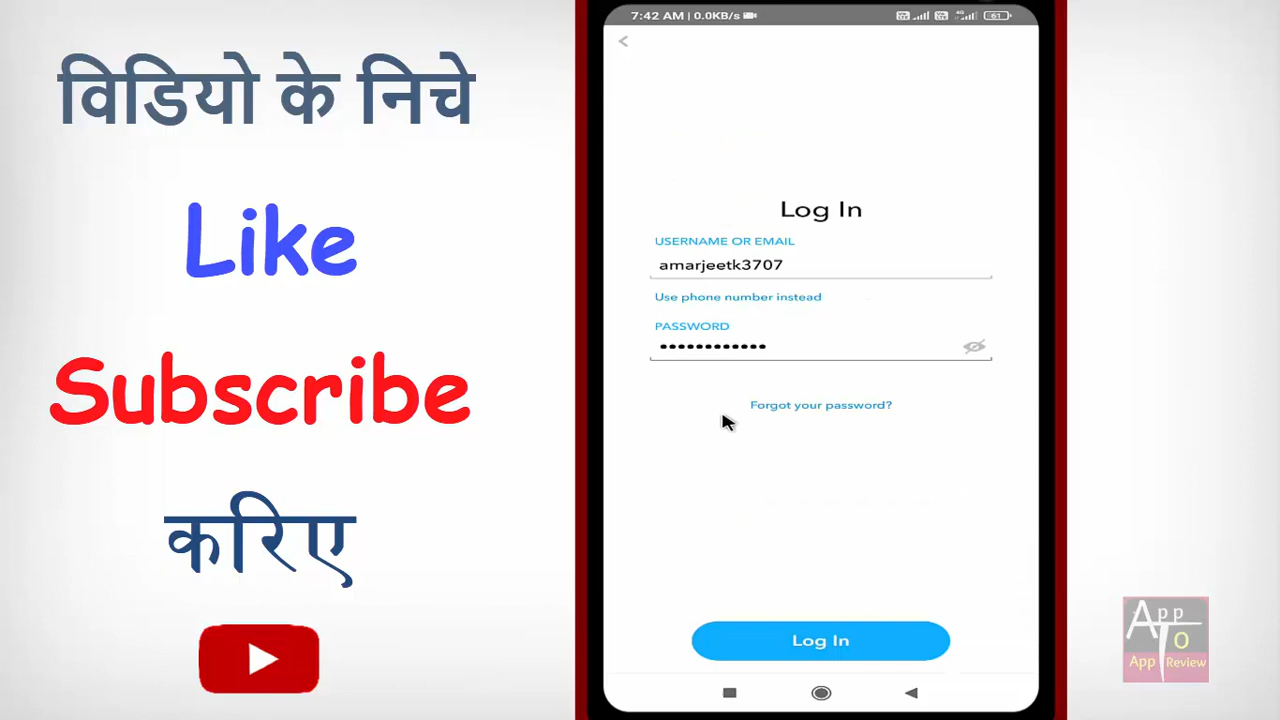 विडियो के निचे
Like
Subscribe
करिए
7:42 AM | 0.0KB/s
61
Log In
USERNAME OR EMAIL
amarjeetk3707
Use phone number instead
PASSWORD
••••••••••••
Forgot your password?
Log In
App
TO
App Review